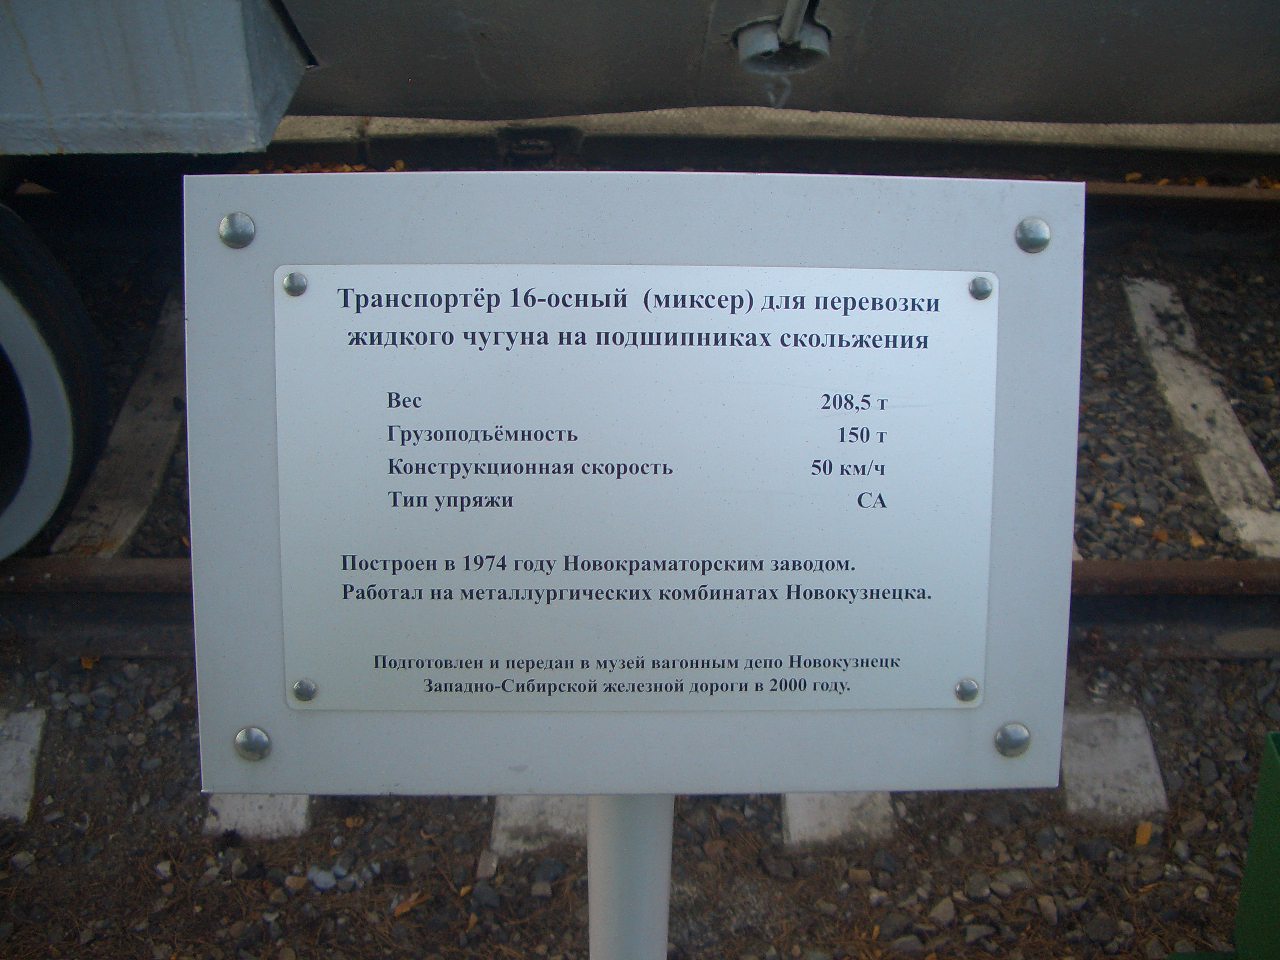 Транспортёр 16-осный (миксер) для перевозки
жидкого чугуна на подшипниках скольжения
Вес 208,5 т
Грузоподъёмность 150 т
Конструкционная скорость 50 км/ч
Тип упряжи СА
Построен в 1974 году Новокраматорским заводом.
Работал на металлургических комбинатах Новокузнецка.
Подготовлен и передан в музей вагонным депо Новокузнецк
Западно-Сибирской железной дороги в 2000 году.